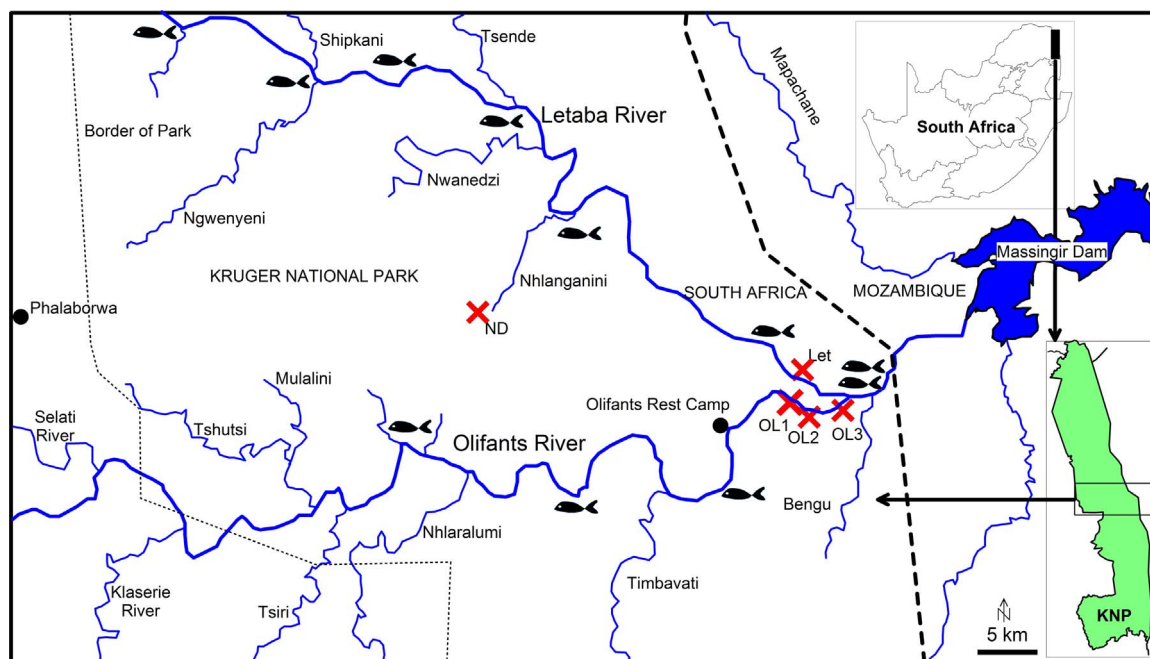 Shipkani
Tsende
Mapachane
South Africa
Border of Park
Letaba River
Nwanedzi
Ngwenyeni
Massingir Dam
KRUGER NATIONAL PARK
Nhlanganini
SOUTH AFRICA
MOZAMBIQUE
Phalaborwa
ND
Let
Mulalini
Olifants Rest Camp
Selati
River
Tshutsi
OL1
OL2
OL3
Olifants River
Bengu
Nhlaralumi
Klaserie
River
Tsiri
Timbavati
N
5 km
KNP